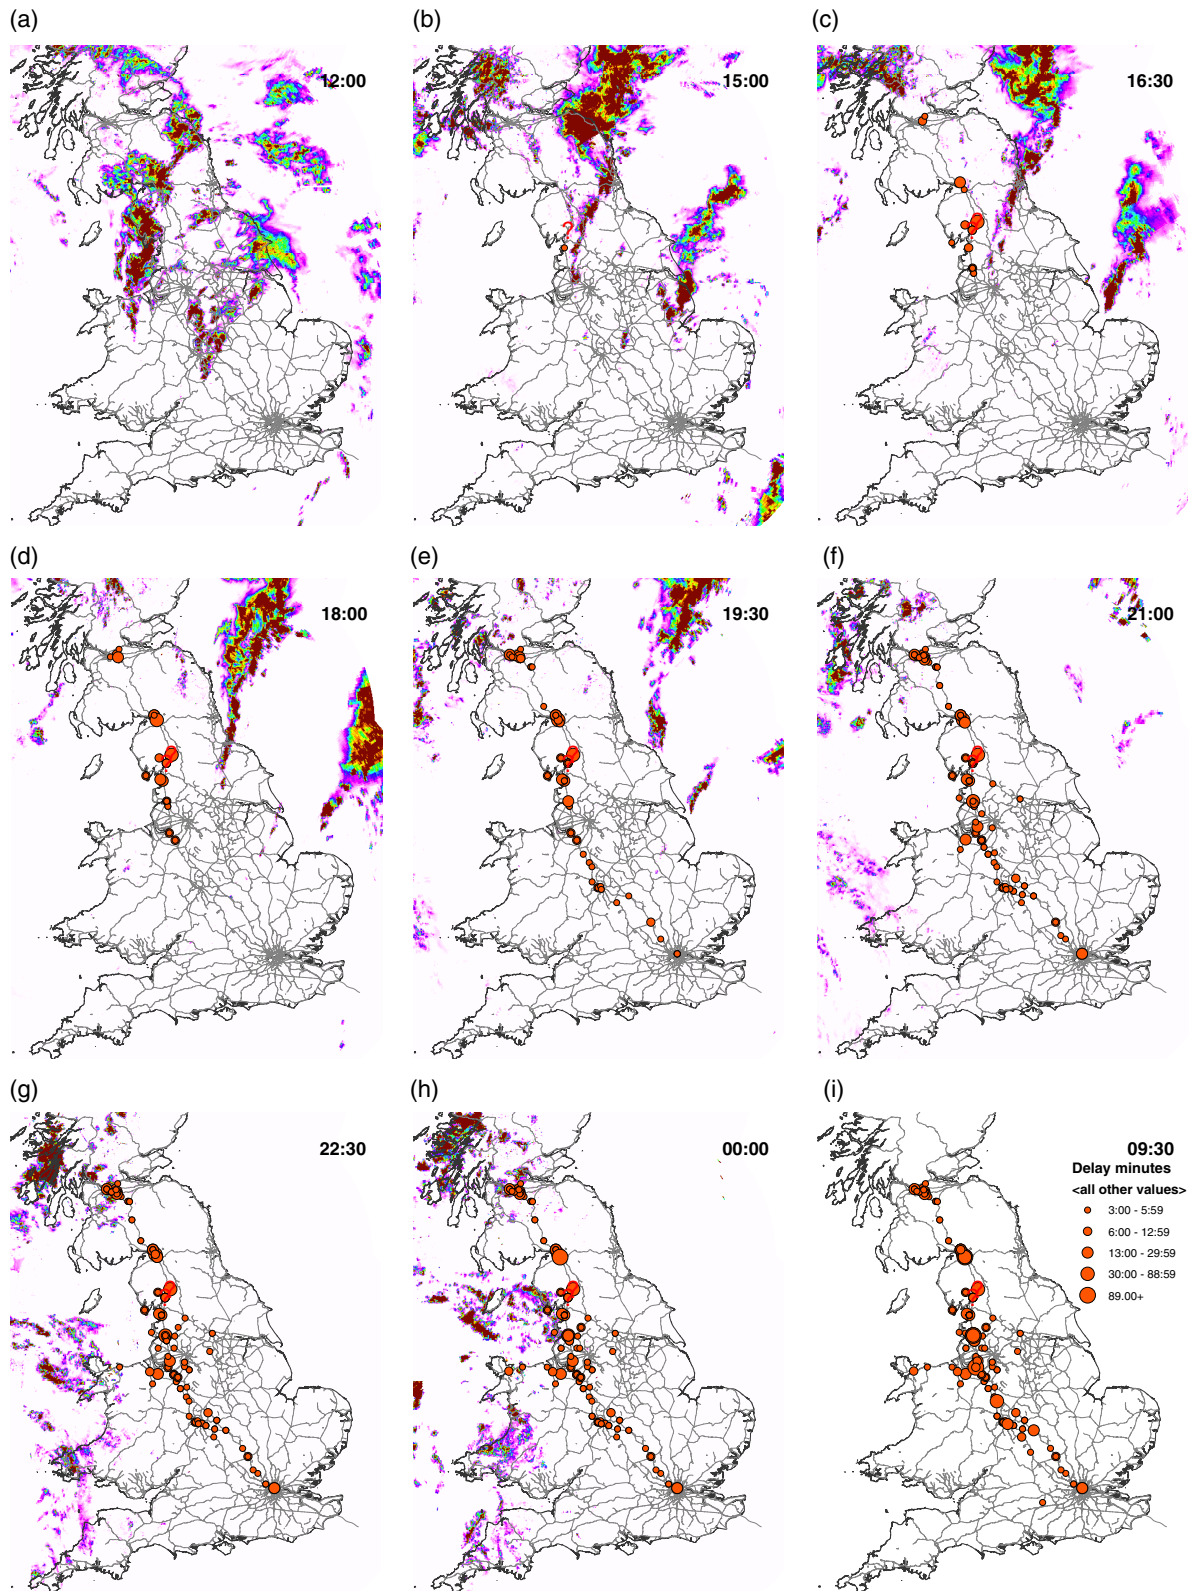 (a)
(b)
(c)
12:00
15:00
16:30
?
(d)
(e)
(f)
18:00
19:30
21:00
(g)
(h)
(i)
22:30
00:00
09:30
Delay minutes
<all other values>
3:00 - 5:59
6:00 - 12:59
13:00 - 29:59
30:00 - 88:59
89.00+